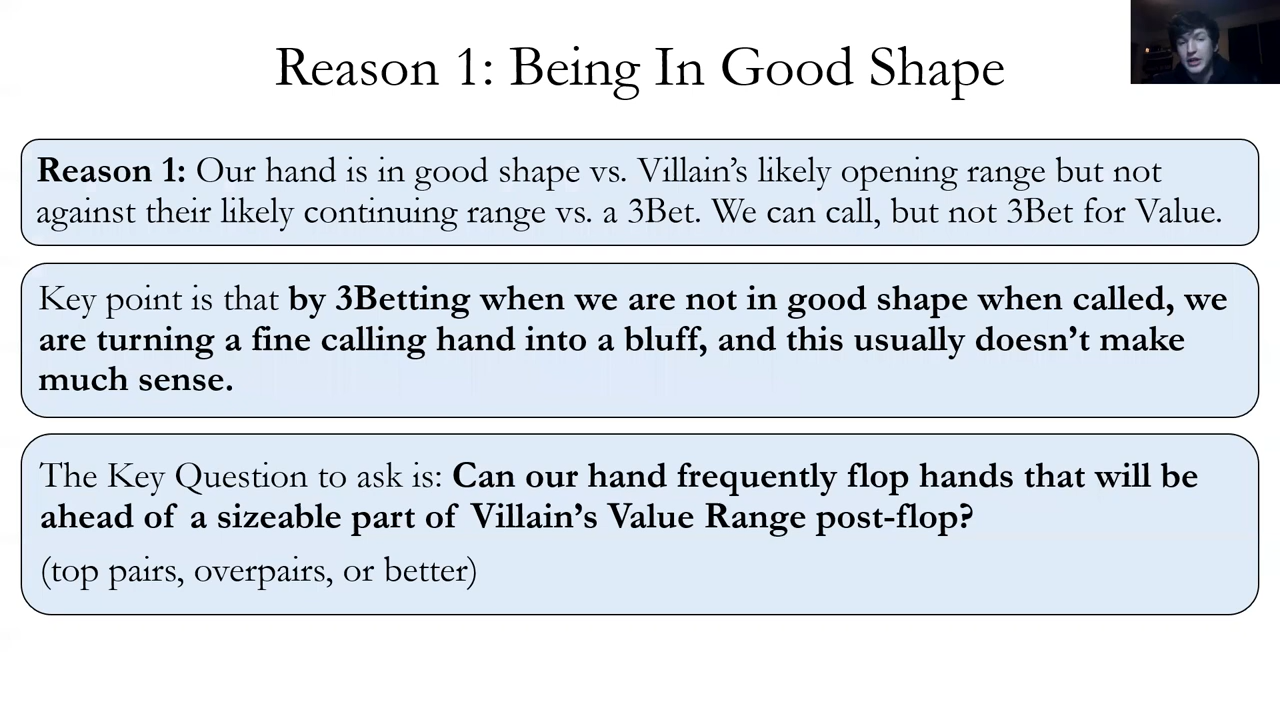 Reason 1: Being In Good Shape
Reason 1: Our hand is in good shape vs. Villain’s likely opening range but not
against their likely continuing range vs. a 3Bet. We can call, but not 3Bet for Value.
Key point is that by 3Betting when we are not in good shape when called, we
are turning a fine calling hand into a bluff, and this usually doesn’t make
much sense.
The Key Question to ask is: Can our hand frequently flop hands that will be
ahead of a sizeable part of Villain’s Value Range post-flop?
(top pairs, overpairs, or better)